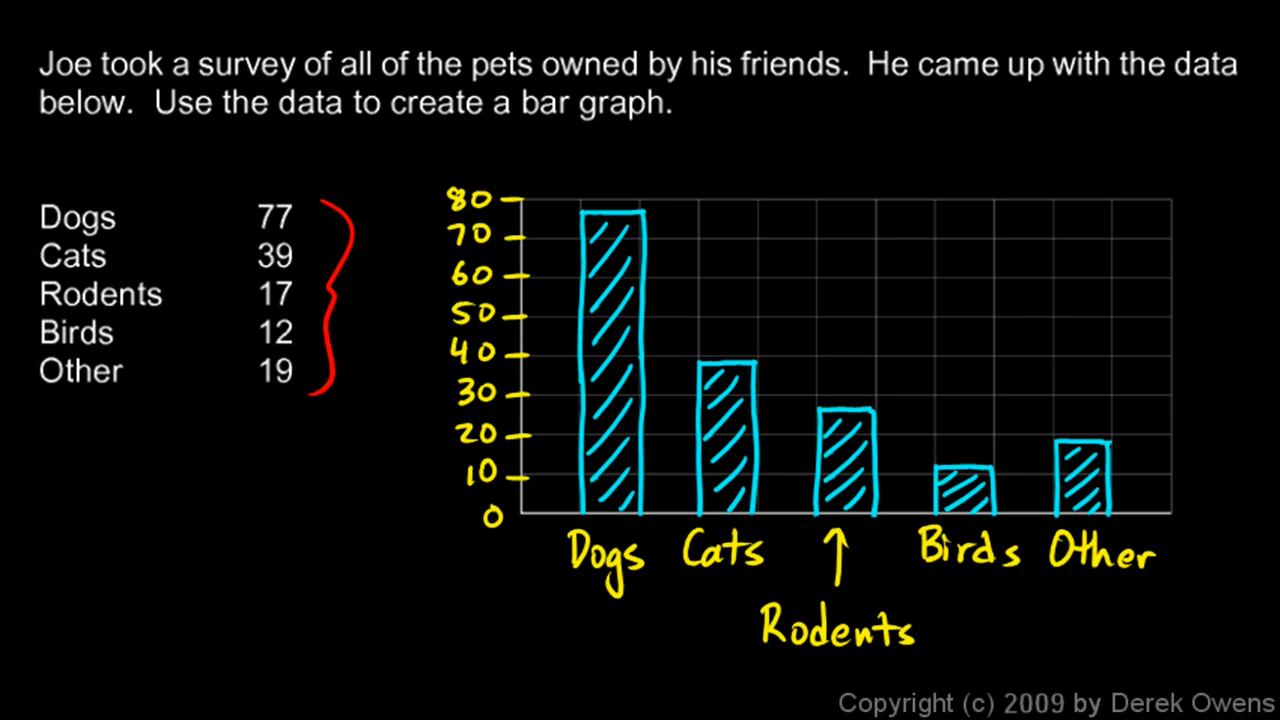 Joe took a survey of all of the pets owned by his friends.  He came up with the data
below.  Use the data to create a bar graph.
Dogs 77
Cats 39
Rodents 17
Birds 12
Other 19
80
70
60
50
40
30
20
10
0
Dogs Cats Birds Other
Rodents
Copyright (c) 2009 by Derek Owens